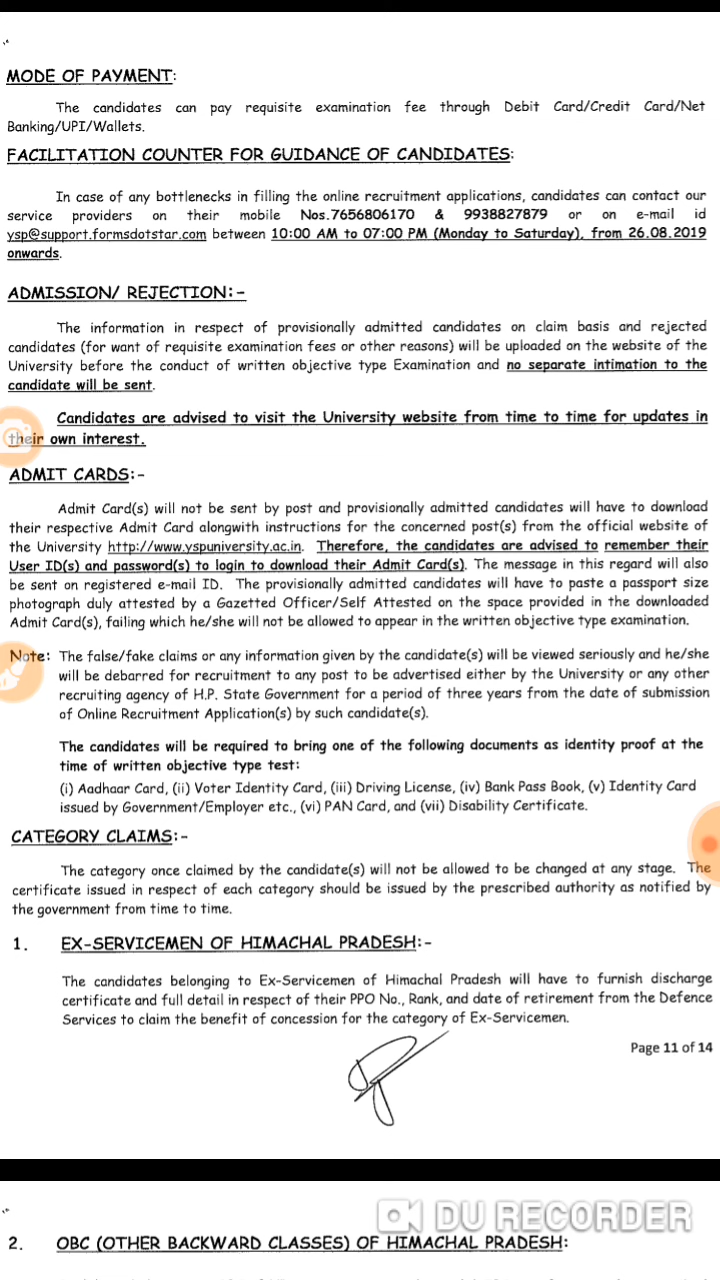 MODE OF PAYMENT:
The candidates can pay requisite examination fee through Debit Card/Credit Card/Net
Banking/UPI/Wallets.
FACILITATION COUNTER FOR GUIDANCE OF CANDIDATES:
In case of any bottlenecks in filling the online recruitment applications, candidates can contact our
service providers on their mobile Nos.7656806170 & 9938827879 or on e-mail id
ysp@support.formsdotstar.com between 10:00 AM to 07:00 PM (Monday to Saturday), from 26.08.2019
onwards.
ADMISSION/ REJECTION:-
The information in respect of provisionally admitted candidates on claim basis and rejected
candidates (for want of requisite examination fees or other reasons) will be uploaded on the website of the
University before the conduct of written objective type Examination and no separate intimation to the
candidate will be sent.
Candidates are advised to visit the University website from time to time for updates in
their own interest.
ADMIT CARDS:-
Admit Card(s) will not be sent by post and provisionally admitted candidates will have to download
their respective Admit Card alongwith instructions for the concerned post(s) from the official website of
the University http://www.yspuniversity.ac.in. Therefore, the candidates are advised to remember their
User ID(s) and password(s) to login to download their Admit Card(s). The message in this regard will also
be sent on registered e-mail ID. The provisionally admitted candidates will have to paste a passport size
photograph duly attested by a Gazetted Officer/Self Attested on the space provided in the downloaded
Admit Card(s), failing which he/she will not be allowed to appear in the written objective type examination.
Note: The false/fake claims or any information given by the candidate(s) will be viewed seriously and he/she
will be debarred for recruitment to any post to be advertised either by the University or any other
recruiting agency of H.P. State Government for a period of three years from the date of submission
of Online Recruitment Application(s) by such candidate(s).
The candidates will be required to bring one of the following documents as identity proof at the
time of written objective type test:
(i) Aadhaar Card, (ii) Voter Identity Card, (iii) Driving License, (iv) Bank Pass Book, (v) Identity Card
issued by Government/Employer etc., (vi) PAN Card, and (vii) Disability Certificate.
CATEGORY CLAIMS:-
The category once claimed by the candidate(s) will not be allowed to be changed at any stage. The
certificate issued in respect of each category should be issued by the prescribed authority as notified by
the government from time to time.
1. EX-SERVICEMEN OF HIMACHAL PRADESH:-
The candidates belonging to Ex-Servicemen of Himachal Pradesh will have to furnish discharge
certificate and full detail in respect of their PPO No., Rank, and date of retirement from the Defence
Services to claim the benefit of concession for the category of Ex-Servicemen.
Page 11 of 14
DU RECORDER
2. OBC (OTHER BACKWARD CLASSES) OF HIMACHAL PRADESH: